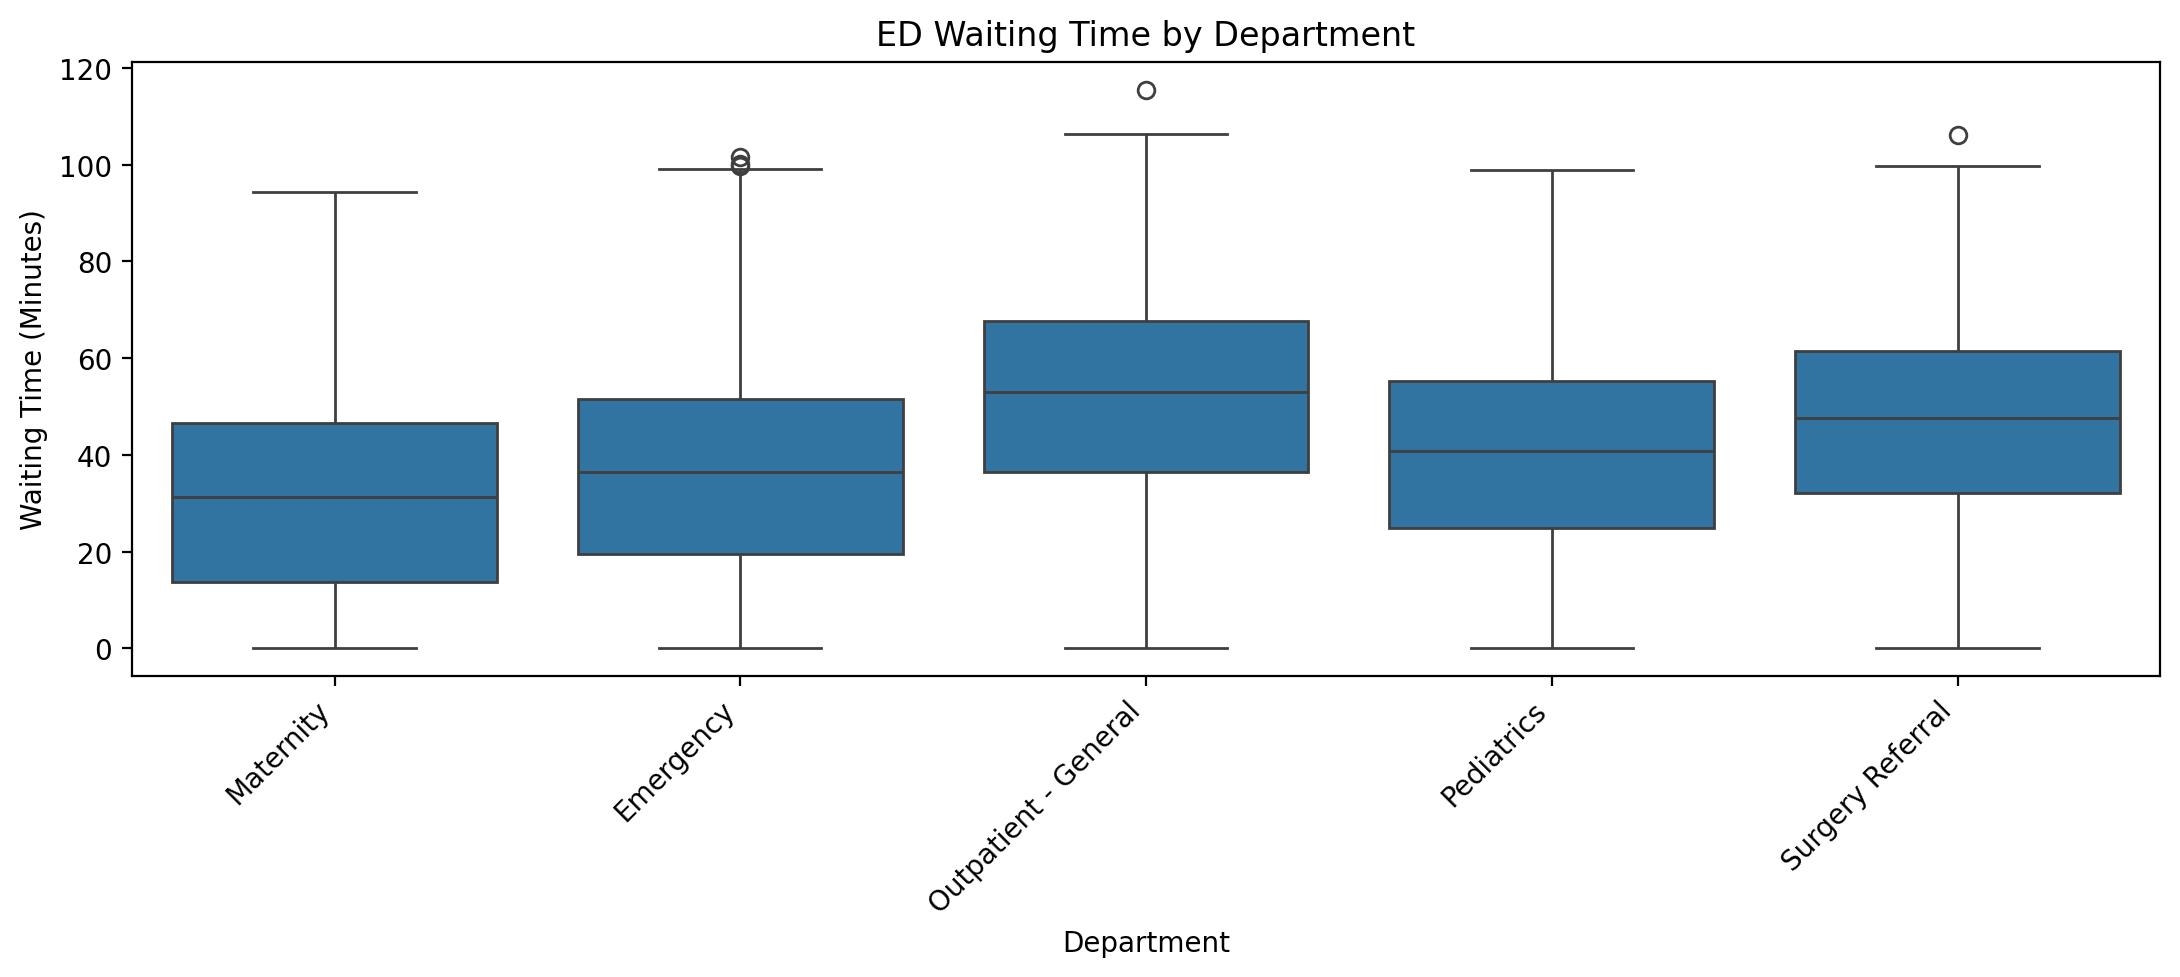 ED Waiting Time by Department
Waiting Time (Minutes)
120
100
80
60
40
20
0
Maternity
Emergency
Outpatient - General
Pediatrics
Surgery Referral
Department